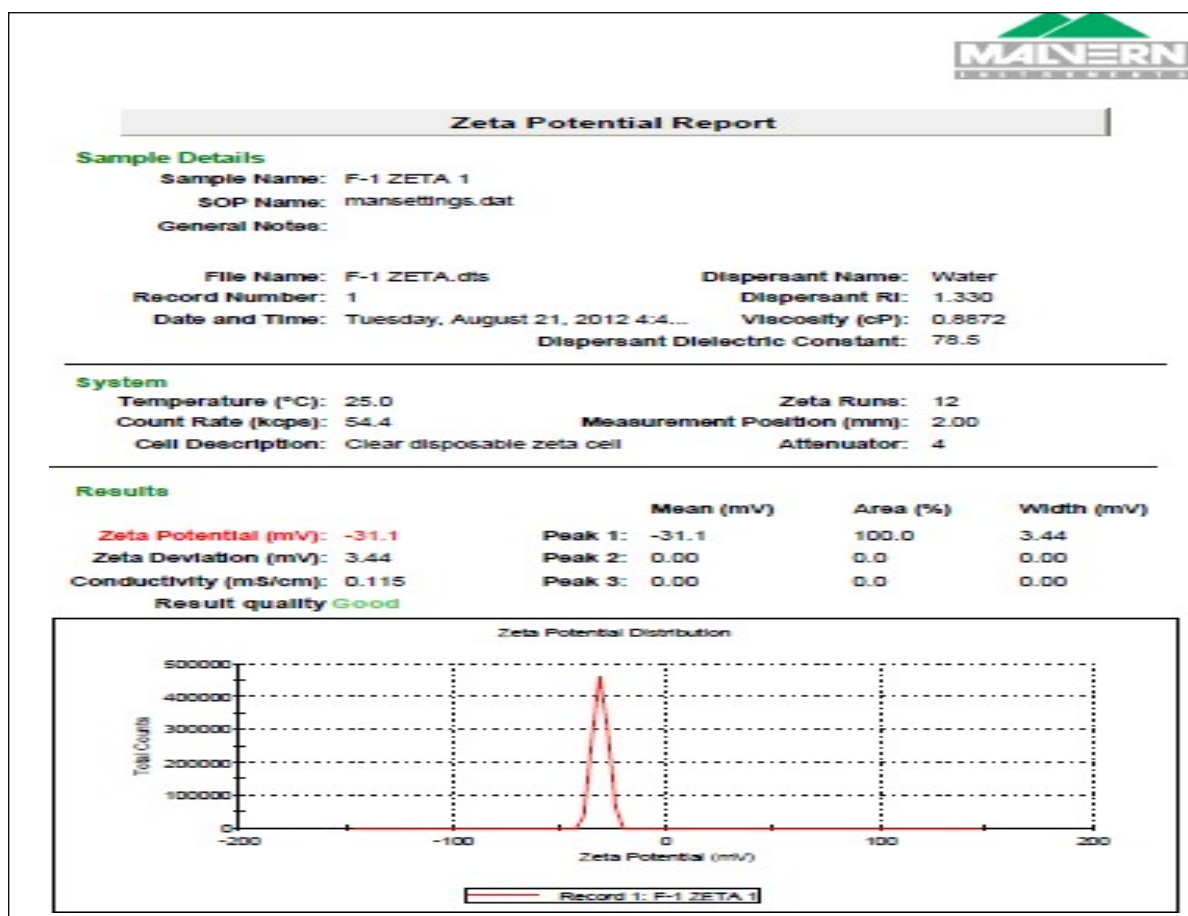 MALVERN
INSTRUMENTS
Zeta Potential Report
Sample Details
Sample Name: F-1 ZETA 1
SOP Name: mansettings.dat
General Notes:
File Name: F-1 ZETA.dts Dispersant Name: Water
Record Number: 1 Dispersant RI: 1.330
Date and Time: Tuesday, August 21, 2012 4:4... Viscosity (cP): 0.8872
Dispersant Dielectric Constant: 78.5
System
Temperature (°C): 25.0 Zeta Runs: 12
Count Rate (kcps): 54.4 Measurement Position (mm): 2.00
Cell Description: Clear disposable zeta cell Attenuator: 4
Results
Mean (mV) Area (%) Width (mV)
Zeta Potential (mV): -31.1 Peak 1: -31.1 100.0 3.44
Zeta Deviation (mV): 3.44 Peak 2: 0.00 0.0 0.00
Conductivity (mS/cm): 0.115 Peak 3: 0.00 0.0 0.00
Result quality Good
Zeta Potential Distribution
500000
400000
300000
200000
100000
0
Total Counts
-200 -100 0 100 200
Zeta Potential (mV)
Record 1: F-1 ZETA 1